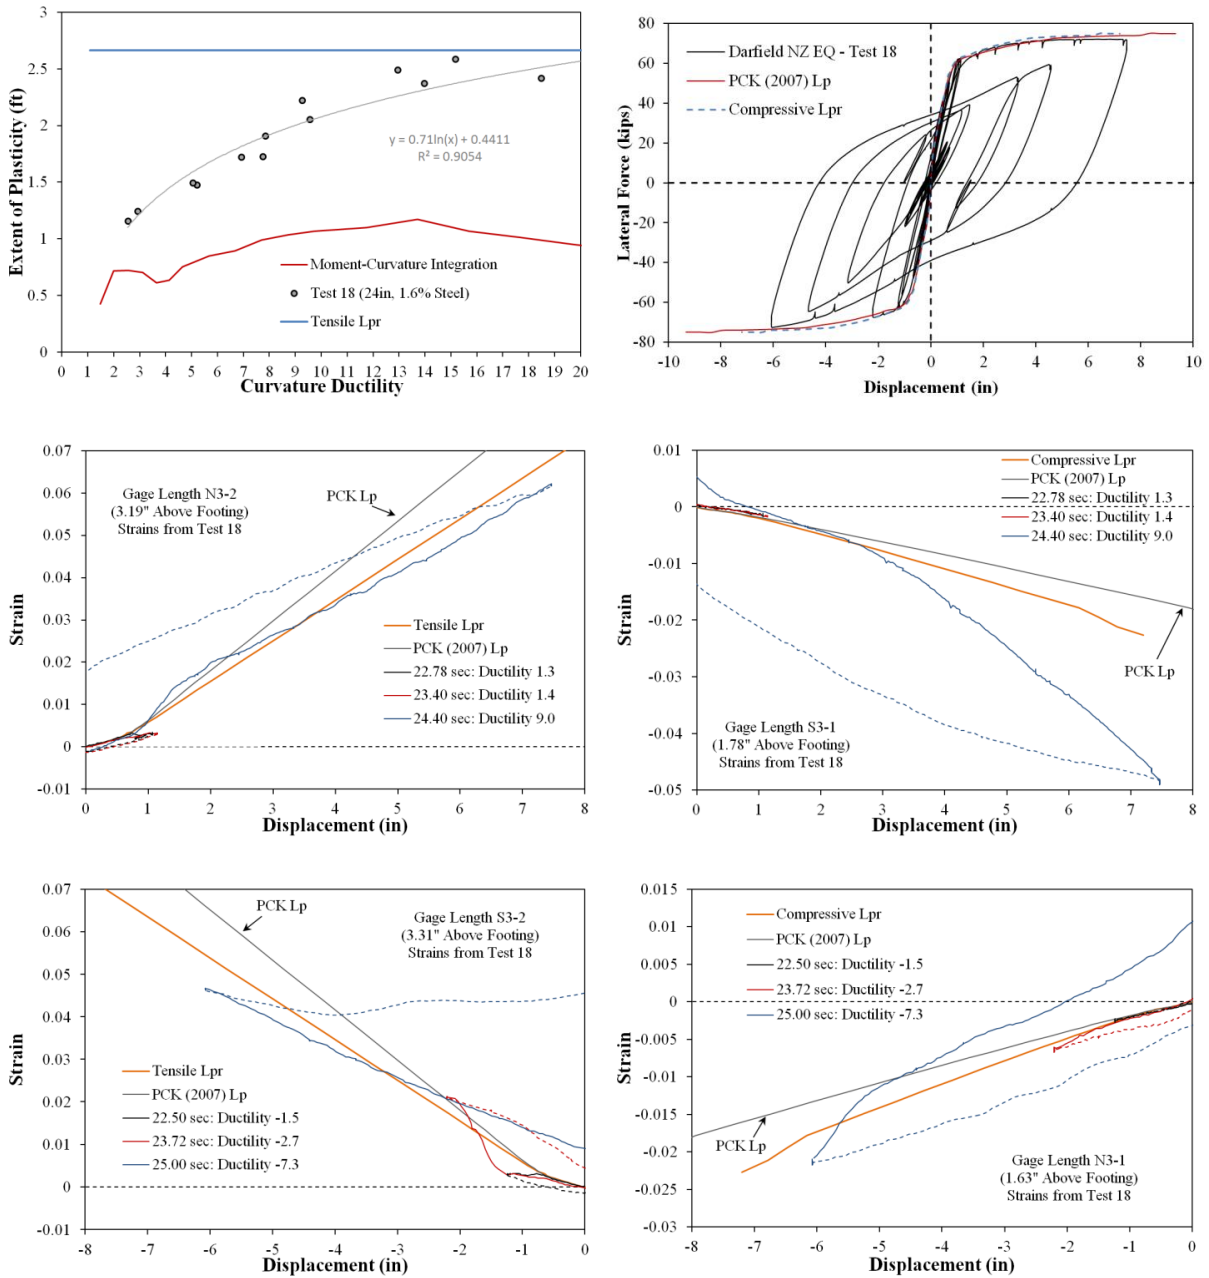 3
2.5
2
1.5
1
0.5
0
Extent of Plasticity (ft)
y = 0.71ln(x) + 0.4411
R² = 0.9054
Moment-Curvature Integration
Test 18 (24in, 1.6% Steel)
Tensile Lpr
0 1 2 3 4 5 6 7 8 9 10 11 12 13 14 15 16 17 18 19 20
Curvature Ductility
80
60
40
20
0
-20
-40
-60
-80
Lateral Force (kips)
Darfield NZ EQ - Test 18
PCK (2007) Lp
Compressive Lpr
-10 -8 -6 -4 -2 0 2 4 6 8 10
Displacement (in)
0.07
0.06
0.05
0.04
0.03
0.02
0.01
0
-0.01
Strain
Gage Length N3-2
(3.19" Above Footing)
Strains from Test 18
PCK Lp
Tensile Lpr
PCK (2007) Lp
22.78 sec: Ductility 1.3
23.40 sec: Ductility 1.4
24.40 sec: Ductility 9.0
0 1 2 3 4 5 6 7 8
Displacement (in)
0.01
0
-0.01
-0.02
-0.03
-0.04
-0.05
Strain
Compressive Lpr
PCK (2007) Lp
22.78 sec: Ductility 1.3
23.40 sec: Ductility 1.4
24.40 sec: Ductility 9.0
PCK Lp
Gage Length S3-1
(1.78" Above Footing)
Strains from Test 18
0 1 2 3 4 5 6 7 8
Displacement (in)
0.07
0.06
0.05
0.04
0.03
0.02
0.01
0
-0.01
Strain
PCK Lp
Gage Length S3-2
(3.31" Above Footing)
Strains from Test 18
Tensile Lpr
PCK (2007) Lp
22.50 sec: Ductility -1.5
23.72 sec: Ductility -2.7
25.00 sec: Ductility -7.3
-8 -7 -6 -5 -4 -3 -2 -1 0
Displacement (in)
0.015
0.01
0.005
0
-0.005
-0.01
-0.015
-0.02
-0.025
-0.03
Strain
Compressive Lpr
PCK (2007) Lp
22.50 sec: Ductility -1.5
23.72 sec: Ductility -2.7
25.00 sec: Ductility -7.3
PCK Lp
Gage Length N3-1
(1.63" Above Footing)
Strains from Test 18
-8 -7 -6 -5 -4 -3 -2 -1 0
Displacement (in)